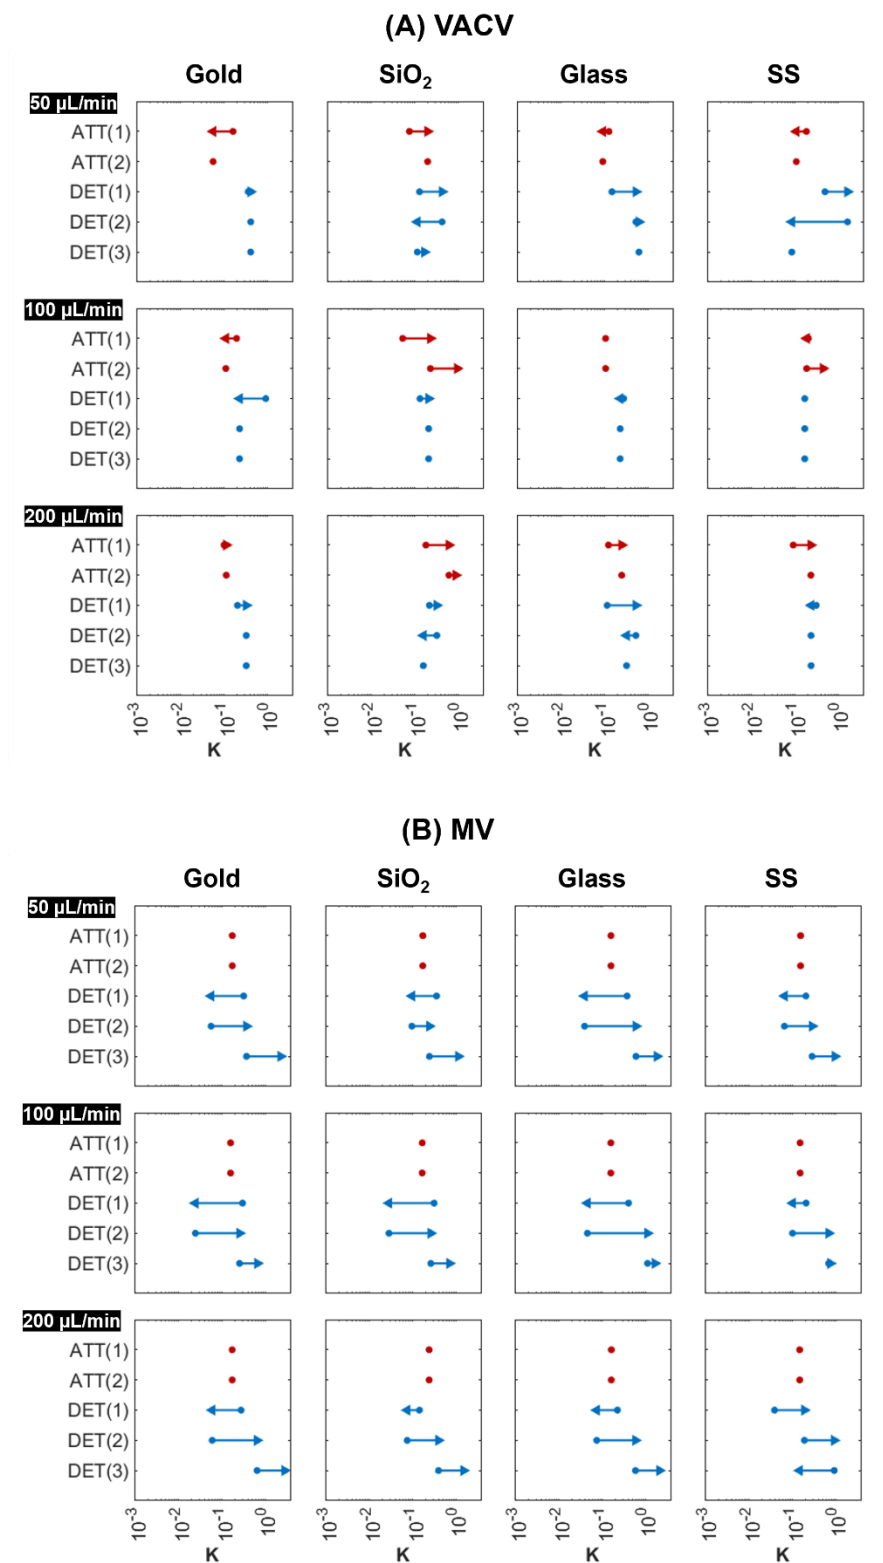 (A) VACV
Gold SiO₂ Glass SS
50 µL/min
ATT(1)
ATT(2)
DET(1)
DET(2)
DET(3)
100 µL/min
ATT(1)
ATT(2)
DET(1)
DET(2)
DET(3)
200 µL/min
ATT(1)
ATT(2)
DET(1)
DET(2)
DET(3)
10⁻³ 10⁻² 10⁻¹ 10⁰ 10⁻³ 10⁻² 10⁻¹ 10⁰ 10⁻³ 10⁻² 10⁻¹ 10⁰ 10⁻³ 10⁻² 10⁻¹ 10⁰
K K K K
(B) MV
Gold SiO₂ Glass SS
50 µL/min
ATT(1)
ATT(2)
DET(1)
DET(2)
DET(3)
100 µL/min
ATT(1)
ATT(2)
DET(1)
DET(2)
DET(3)
200 µL/min
ATT(1)
ATT(2)
DET(1)
DET(2)
DET(3)
10⁻³ 10⁻² 10⁻¹ 10⁰ 10⁻³ 10⁻² 10⁻¹ 10⁰ 10⁻³ 10⁻² 10⁻¹ 10⁰ 10⁻³ 10⁻² 10⁻¹ 10⁰
K K K K